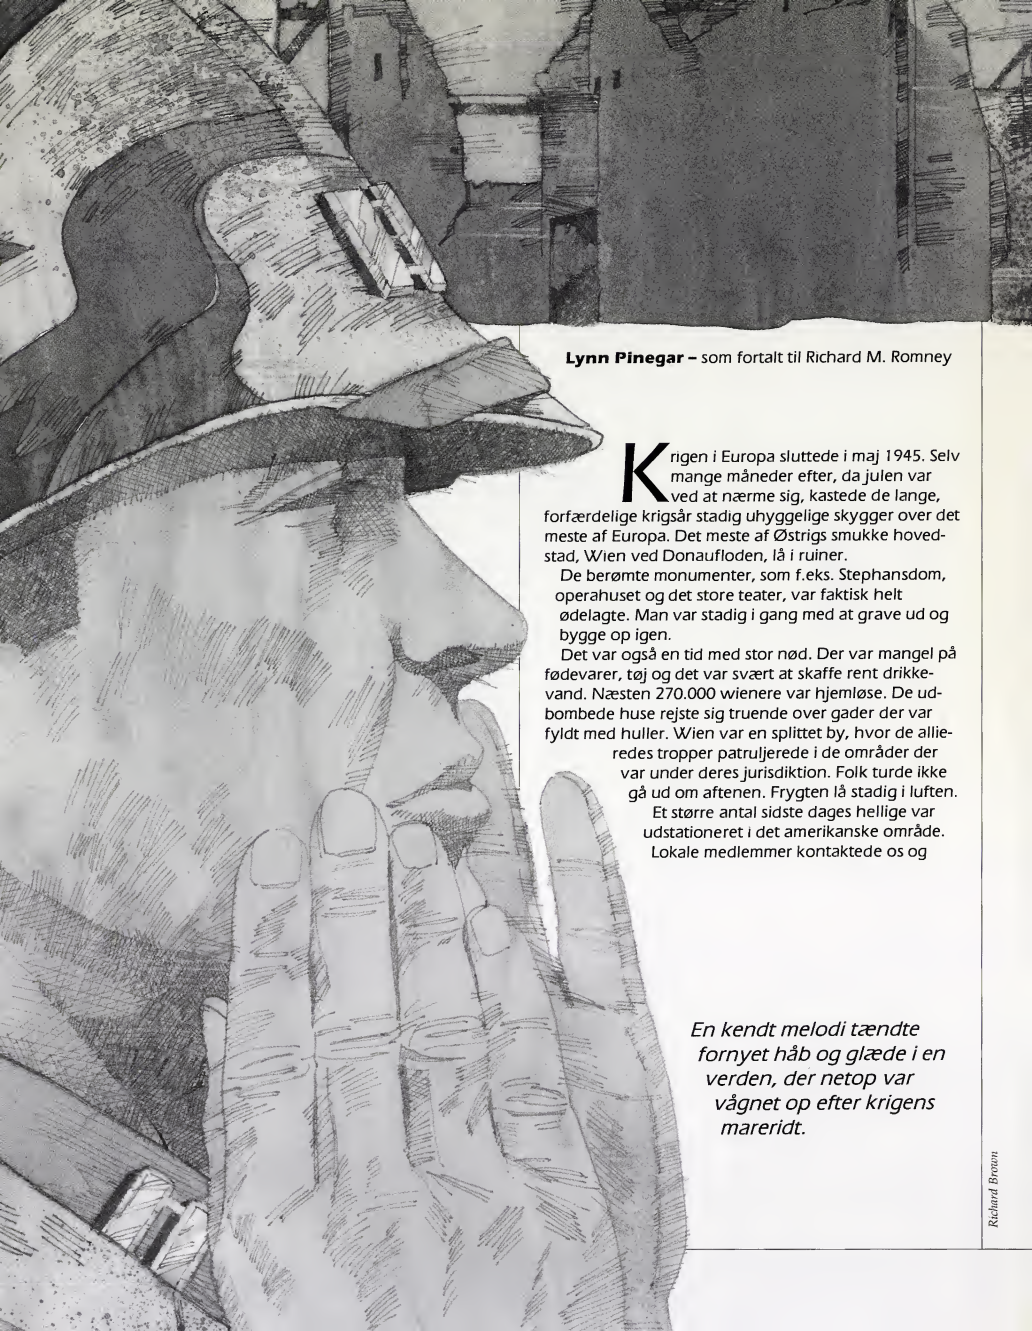 Lynn Pinegar – som fortalt til Richard M. Romney
Krigen i Europa sluttede i maj 1945. Selv
mange måneder efter, da julen var
ved at nærme sig, kastede de lange,
forfærdelige krigsår stadig uhyggelige skygger over det
meste af Europa. Det meste af Østrigs smukke hoved-
stad, Wien ved Donaufloden, lå i ruiner.
De berømte monumenter, som f.eks. Stephansdom,
operahuset og det store teater, var faktisk helt
ødelagte. Man var stadig i gang med at grave ud og
bygge op igen.
Det var også en tid med stor nød. Der var mangel på
fødevarer, tøj og det var svært at skaffe rent drikke-
vand. Næsten 270.000 wienere var hjemløse. De ud-
bombede huse rejste sig truende over gader der var
fyldt med huller. Wien var en splittet by, hvor de allie-
redes tropper patruljerede i de områder der
var under deres jurisdiktion. Folk turde ikke
gå ud om aftenen. Frygten lå stadig i luften.
Et større antal sidste dages hellige var
udstationeret i det amerikanske område.
Lokale medlemmer kontaktede os og
En kendt melodi tændte
fornyet håb og glæde i en
verden, der netop var
vågnet op efter krigens
mareridt.
Richard Brown